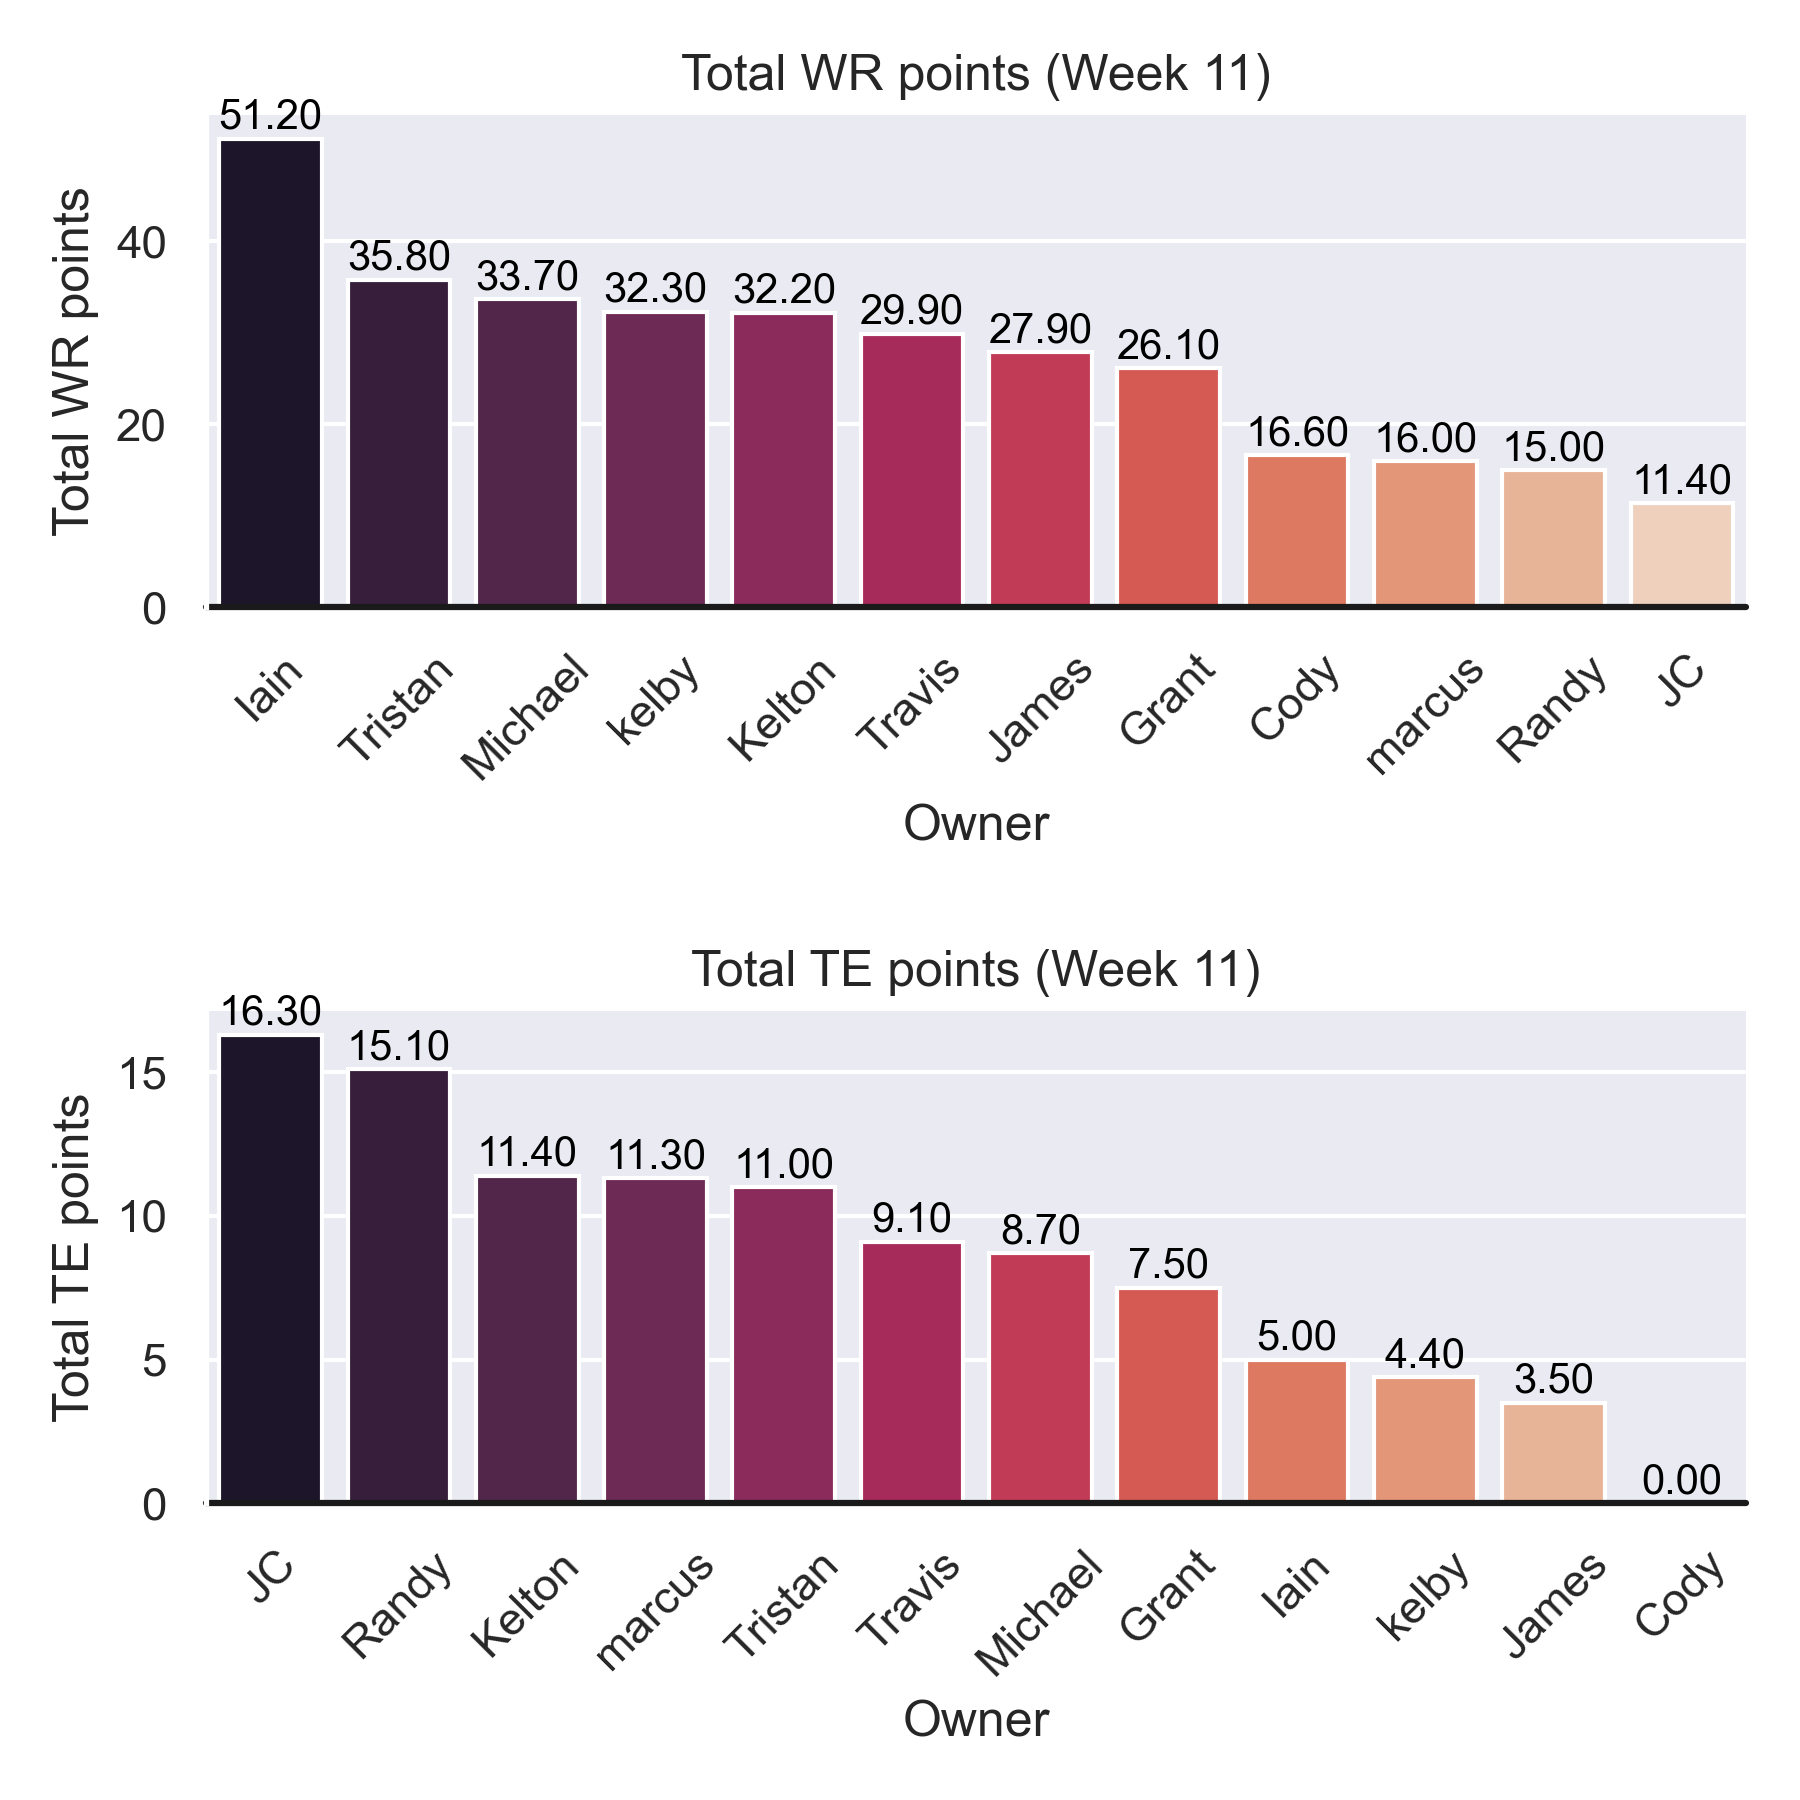 Total WR points (Week 11)
51.20
35.80
33.70
32.30
32.20
29.90
27.90
26.10
16.60
16.00
15.00
11.40
Total WR points
40
20
0
Iain
Tristan
Michael
kelby
Kelton
Travis
James
Grant
Cody
marcus
Randy
JC
Owner
Total TE points (Week 11)
16.30
15.10
11.40
11.30
11.00
9.10
8.70
7.50
5.00
4.40
3.50
0.00
Total TE points
15
10
5
0
JC
Randy
Kelton
marcus
Tristan
Travis
Michael
Grant
Iain
kelby
James
Cody
Owner